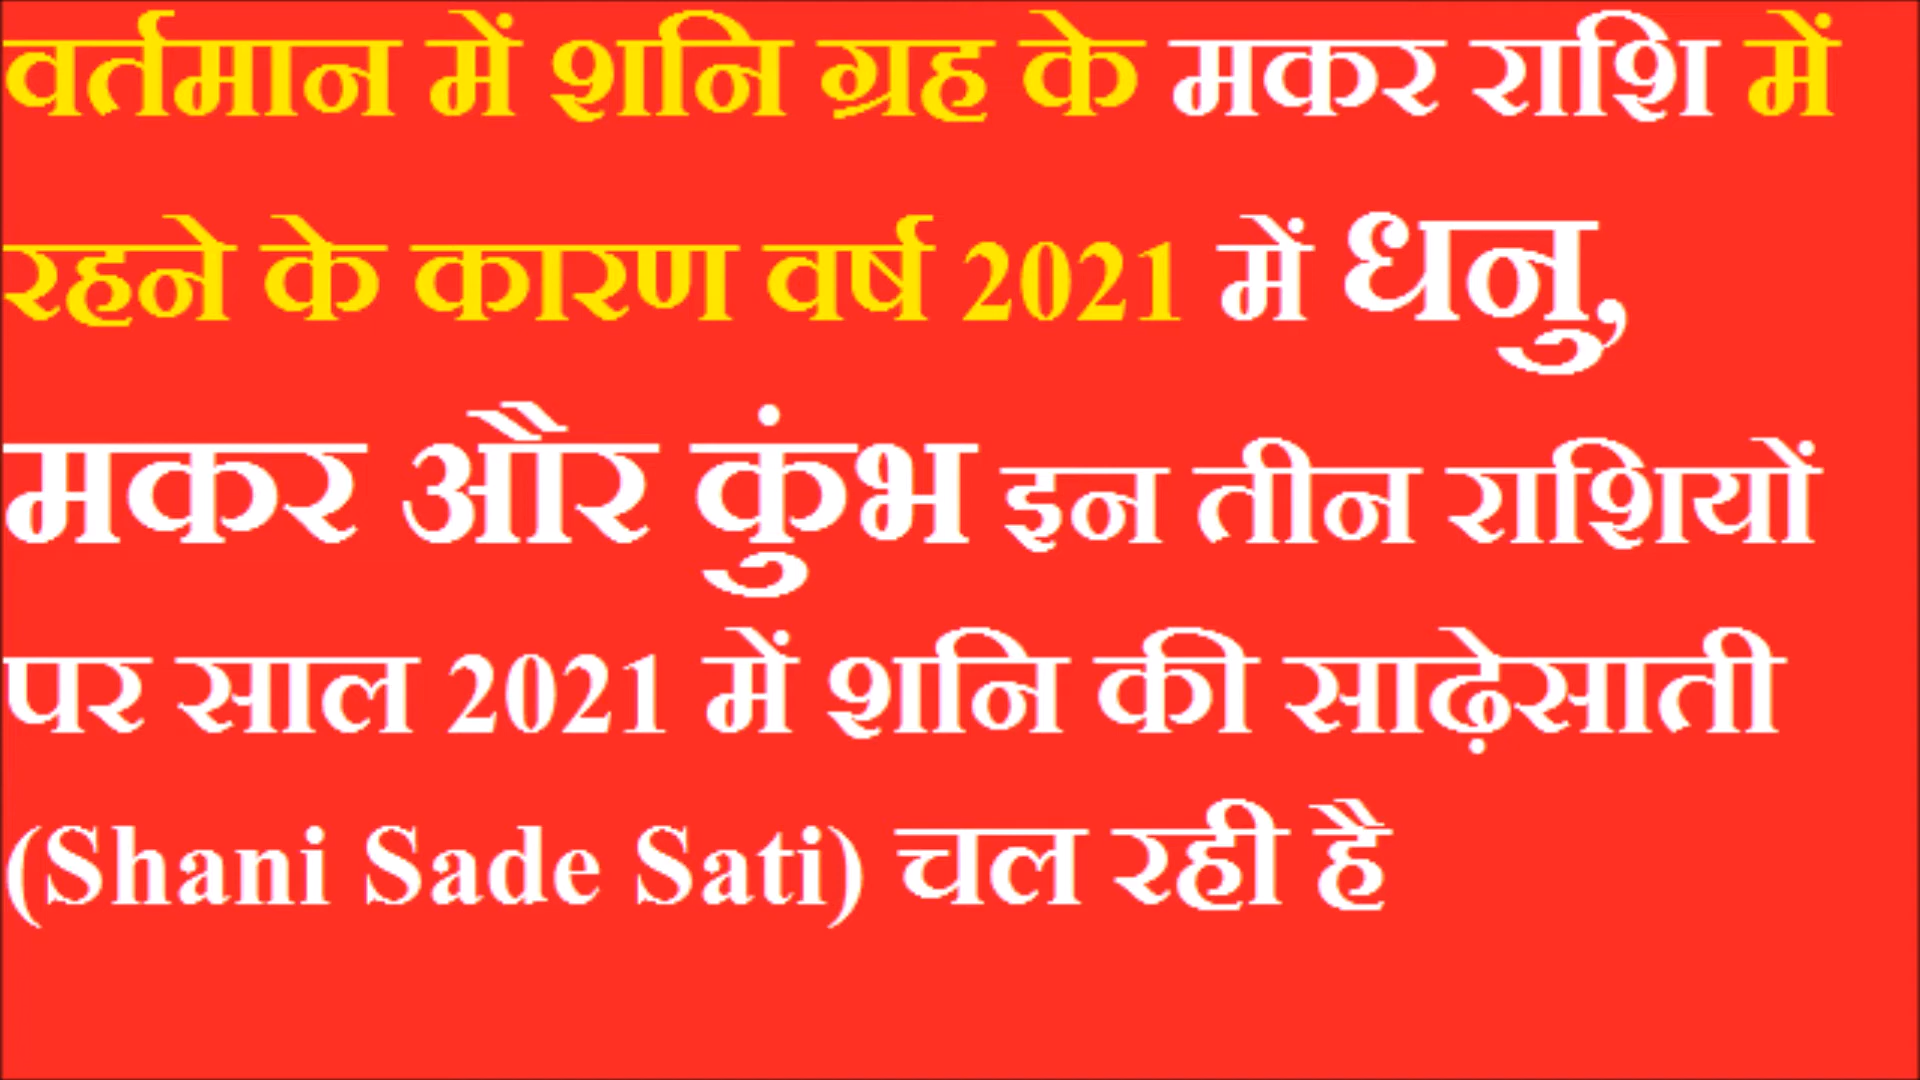 वर्तमान में शनि ग्रह के मकर राशि में
रहने के कारण वर्ष 2021 में धनु,
मकर और कुंभ इन तीन राशियों
पर साल 2021 में शनि की साढ़ेसाती
(Shani Sade Sati) चल रही है